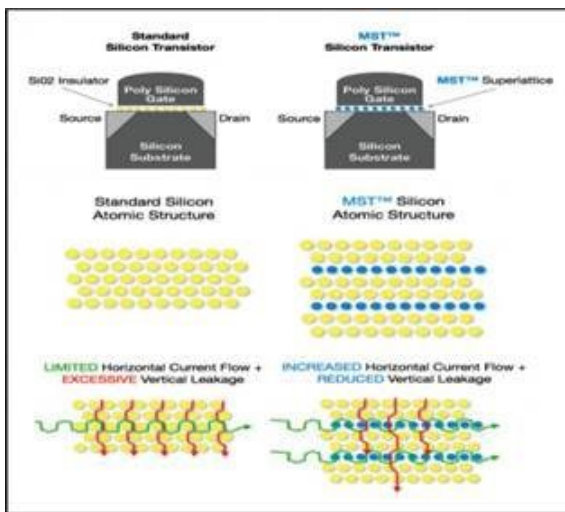 Standard
Silicon Transistor
SiO2 Insulator
Poly Silicon
Gate
Source
Drain
Silicon
Substrate
MST™
Silicon Transistor
MST™ Superlattice
Poly Silicon
Gate
Source
Drain
Silicon
Substrate
Standard Silicon
Atomic Structure
MST™ Silicon
Atomic Structure
LIMITED Horizontal Current Flow +
EXCESSIVE Vertical Leakage
INCREASED Horizontal Current Flow +
REDUCED Vertical Leakage